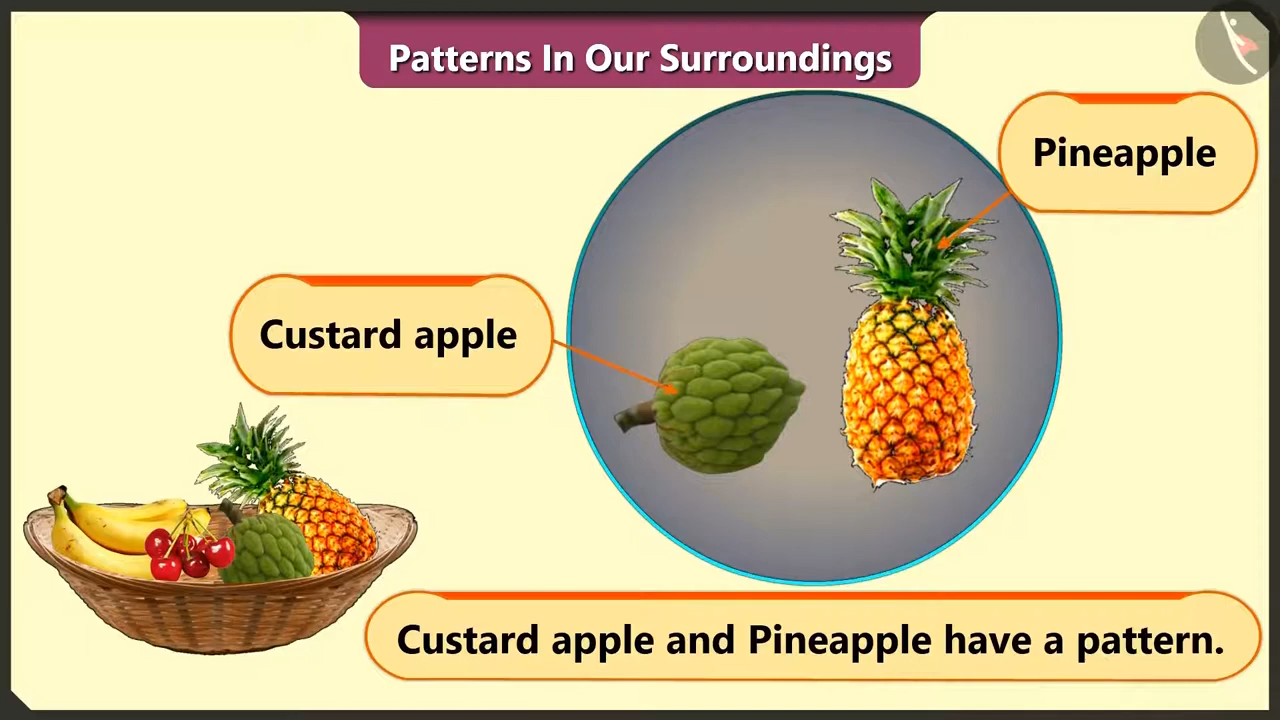 Patterns In Our Surroundings
Pineapple
Custard apple
Custard apple and Pineapple have a pattern.